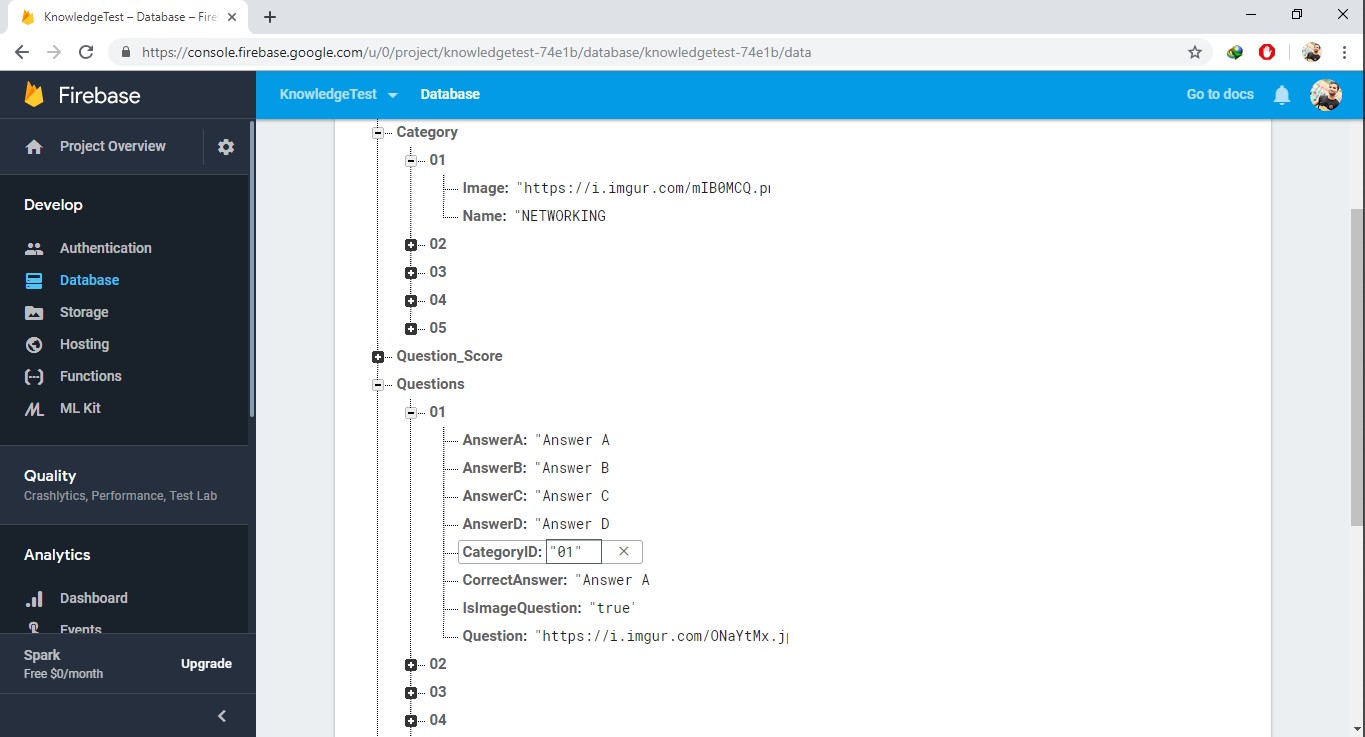 KnowledgeTest – Database – Fire
https://console.firebase.google.com/u/0/project/knowledgetest-74e1b/database/knowledgetest-74e1b/data
Firebase
KnowledgeTest Database Go to docs
Project Overview
Develop
Authentication
Database
Storage
Hosting
Functions
ML Kit
Quality
Crashlytics, Performance, Test Lab
Analytics
Dashboard
Events
Spark
Free $0/month
Upgrade
Category
01
Image: "https://i.imgur.com/mIB0MCQ.pn
Name: "NETWORKING
02
03
04
05
Question_Score
Questions
01
AnswerA: "Answer A
AnswerB: "Answer B
AnswerC: "Answer C
AnswerD: "Answer D
CategoryID: "01"
CorrectAnswer: "Answer A
IsImageQuestion: "true"
Question: "https://i.imgur.com/ONaYtMx.jp
02
03
04